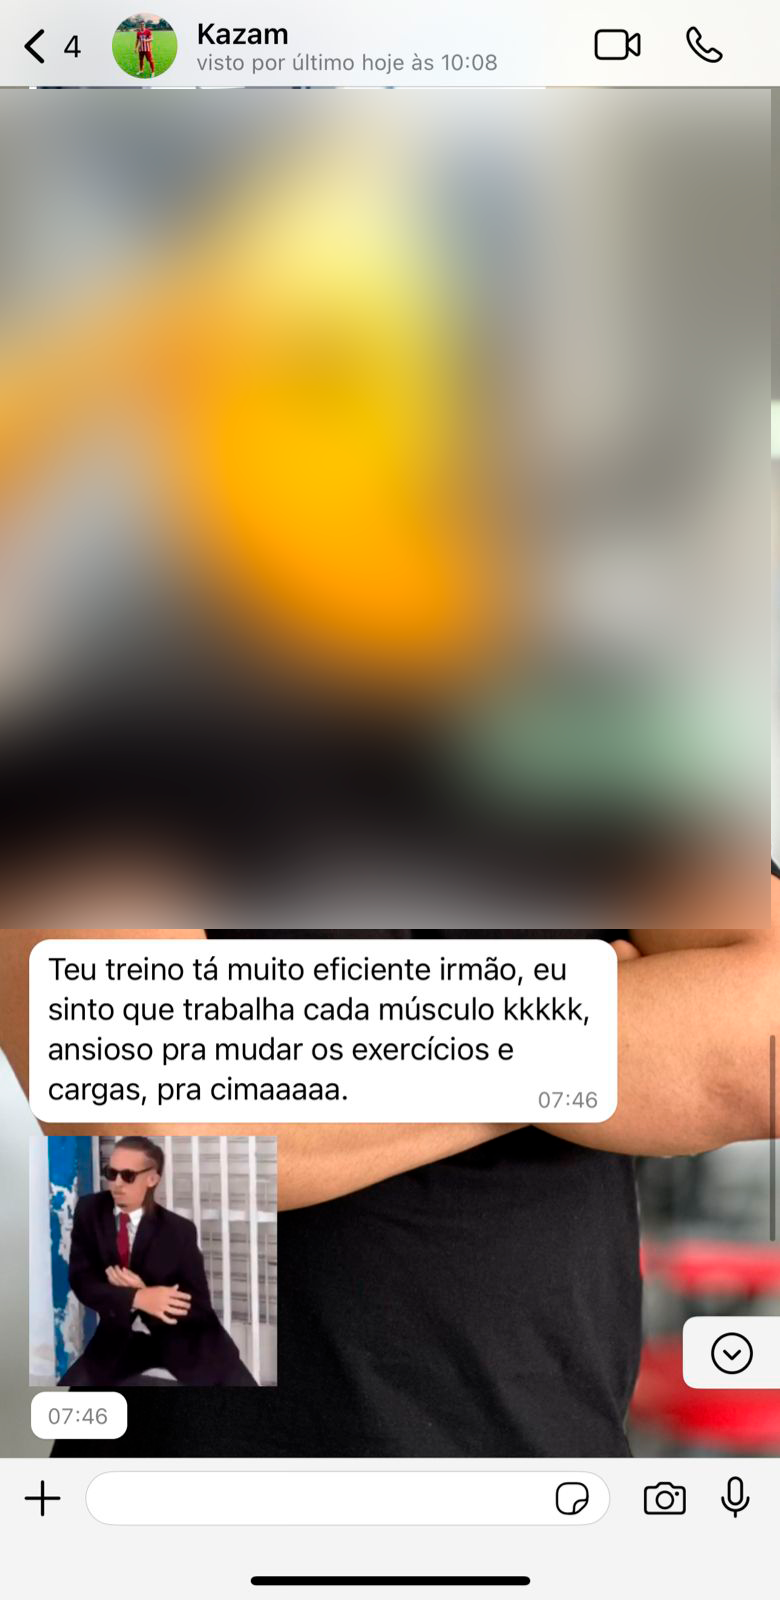 4
Kazam
visto por último hoje às 10:08
Teu treino tá muito eficiente irmão, eu
sinto que trabalha cada músculo kkkkk,
ansioso pra mudar os exercícios e
cargas, pra cimaaaaa.
07:46
07:46